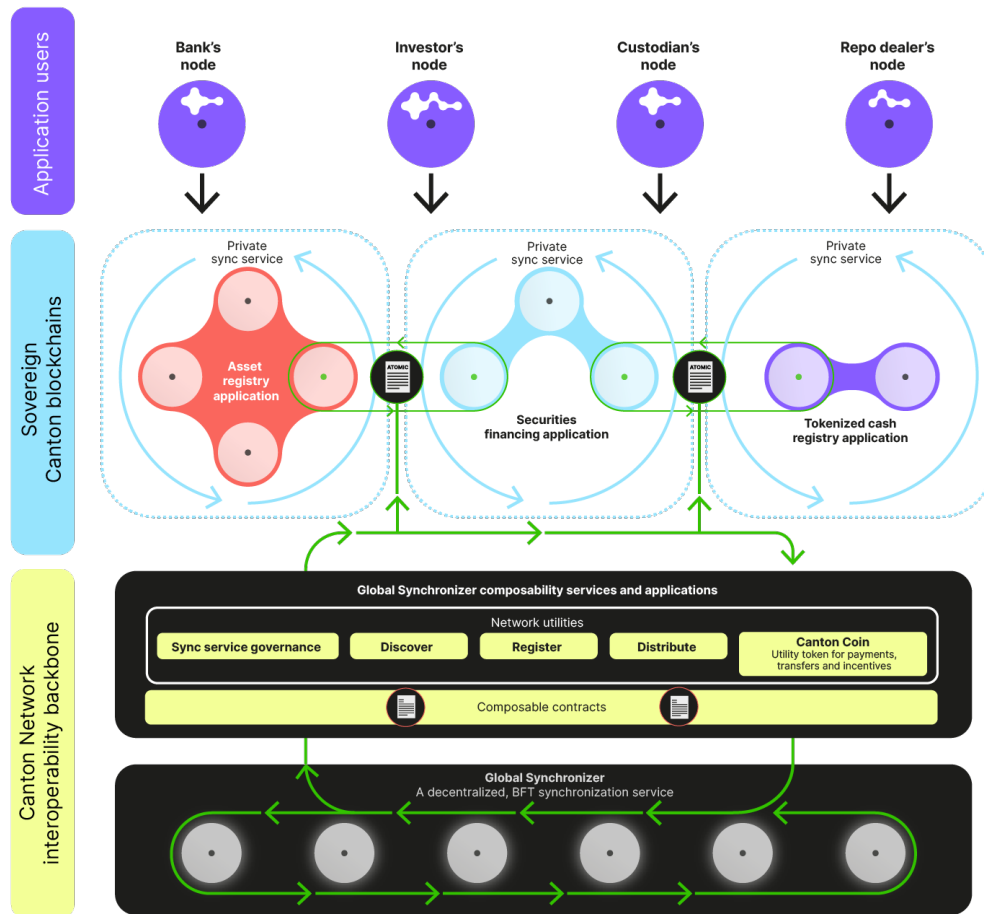 Application users
Bank's
node
Investor's
node
Custodian's
node
Repo dealer's
node
Sovereign
Canton blockchains
Private
sync service
Private
sync service
Private
sync service
Asset
registry
application
ATOMIC
Securities
financing application
ATOMIC
Tokenized cash
registry application
Canton Network
interoperability backbone
Global Synchronizer composability services and applications
Network utilities
Sync service governance
Discover
Register
Distribute
Canton Coin
Utility token for payments,
transfers and incentives
Composable contracts
Global Synchronizer
A decentralized, BFT synchronization service